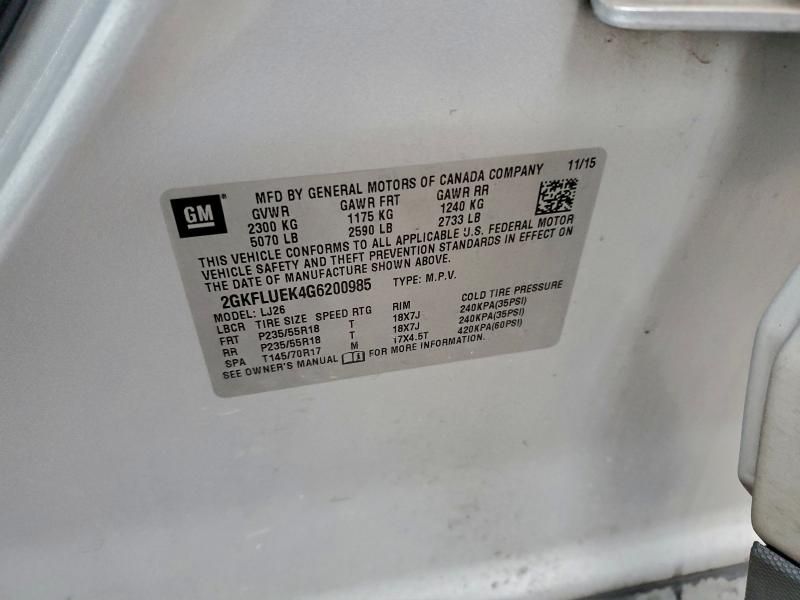 GM
MFD BY GENERAL MOTORS OF CANADA COMPANY 11/15
GVWR GAWR FRT GAWR RR
2300 KG 1175 KG 1240 KG
5070 LB 2590 LB 2733 LB
THIS VEHICLE CONFORMS TO ALL APPLICABLE U.S. FEDERAL MOTOR
VEHICLE SAFETY AND THEFT PREVENTION STANDARDS IN EFFECT ON
THE DATE OF MANUFACTURE SHOWN ABOVE.
2GKFLUEK4G6200985 TYPE: M.P.V.
MODEL: LJ26
LBCR TIRE SIZE SPEED RTG RIM COLD TIRE PRESSURE
FRT P235/55R18 T 18X7J 240KPA(35PSI)
RR P235/55R18 T 18X7J 240KPA(35PSI)
SPA T145/70R17 M 17X4.5T 420KPA(60PSI)
SEE OWNER'S MANUAL FOR MORE INFORMATION.